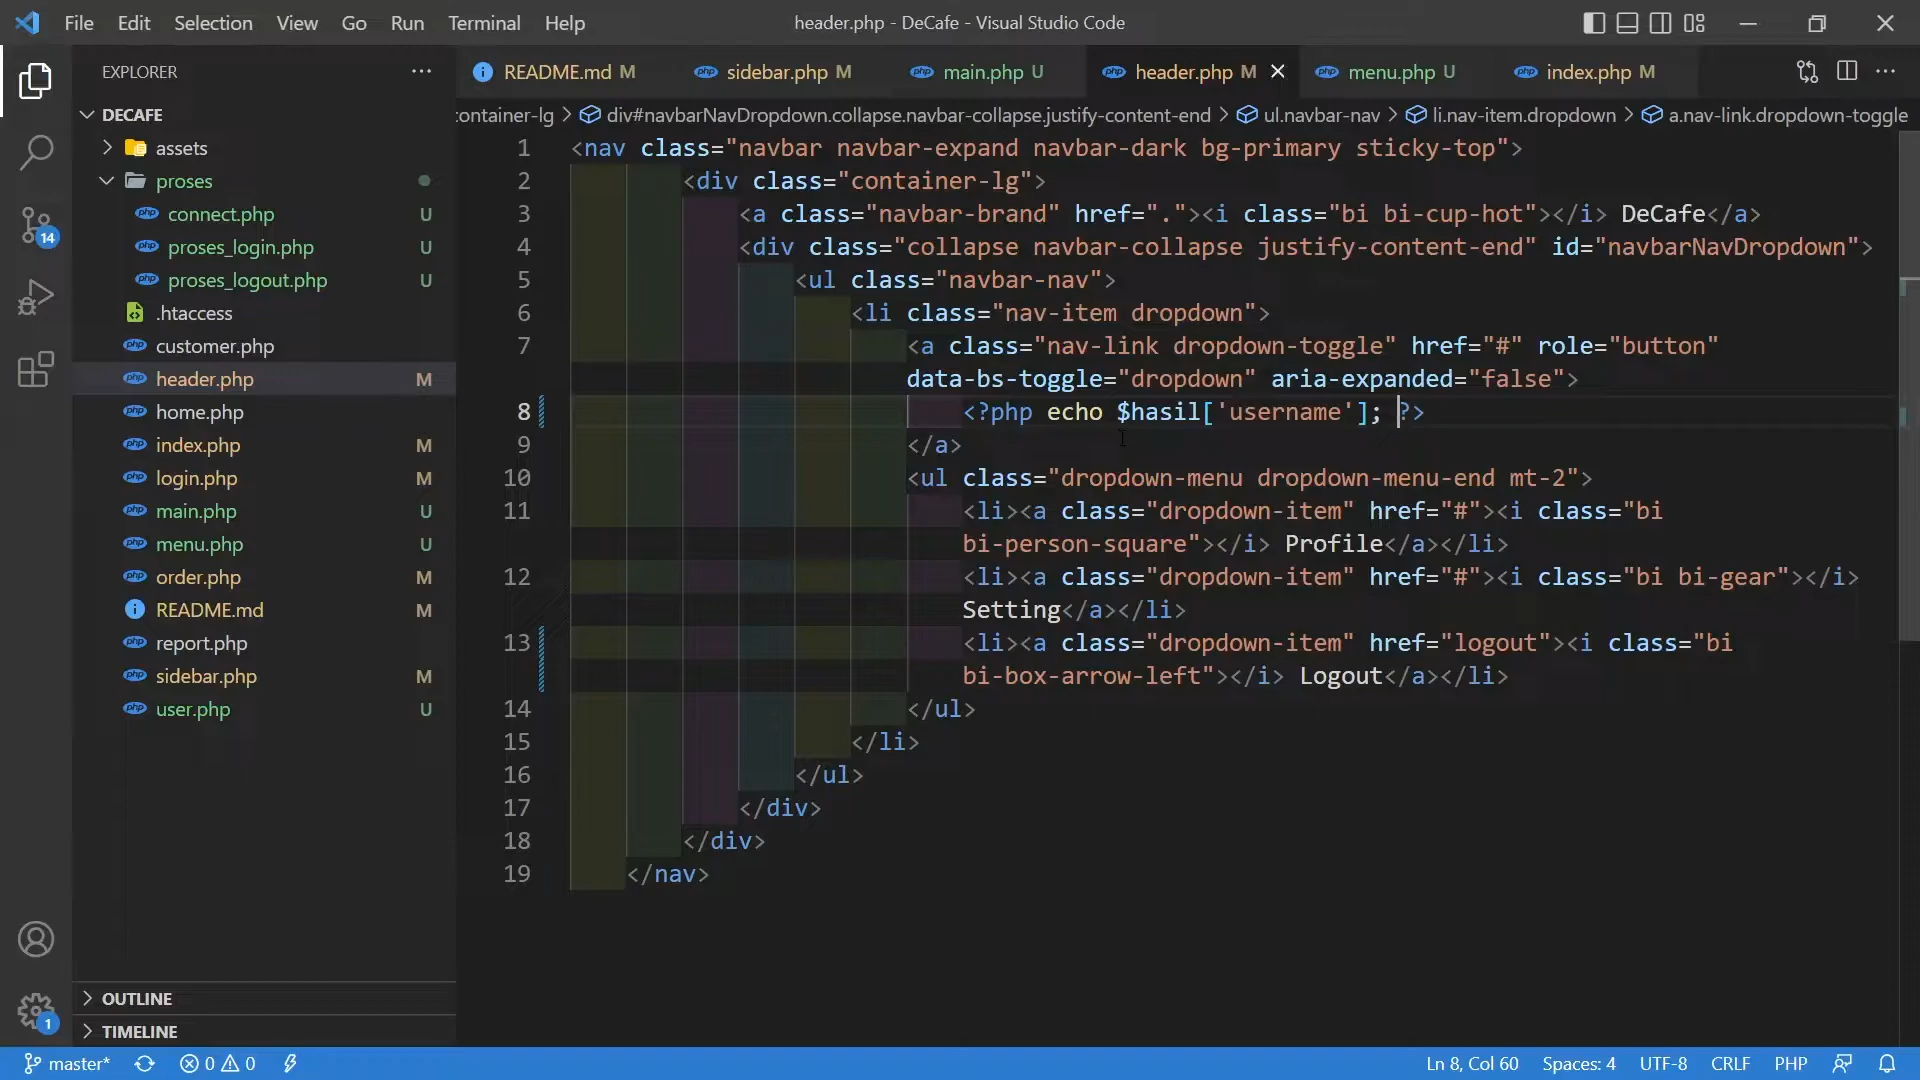 File Edit Selection View Go Run Terminal Help header.php - DeCafe - Visual Studio Code
EXPLORER
DECAFE
assets
proses
connect.php U
proses_login.php U
proses_logout.php U
.htaccess
customer.php
header.php M
home.php
index.php M
login.php M
main.php U
menu.php U
order.php M
README.md M
report.php
sidebar.php M
user.php U
OUTLINE
TIMELINE
14
1
README.md M sidebar.php M main.php U header.php M menu.php U index.php M
ontainer-lg > div#navbarNavDropdown.collapse.navbar-collapse.justify-content-end > ul.navbar-nav > li.nav-item.dropdown > a.nav-link.dropdown-toggle
1 <nav class="navbar navbar-expand navbar-dark bg-primary sticky-top">
2 <div class="container-lg">
3 <a class="navbar-brand" href="."><i class="bi bi-cup-hot"></i> DeCafe</a>
4 <div class="collapse navbar-collapse justify-content-end" id="navbarNavDropdown">
5 <ul class="navbar-nav">
6 <li class="nav-item dropdown">
7 <a class="nav-link dropdown-toggle" href="#" role="button"
data-bs-toggle="dropdown" aria-expanded="false">
8 <?php echo $hasil['username']; ?>
9 </a>
10 <ul class="dropdown-menu dropdown-menu-end mt-2">
11 <li><a class="dropdown-item" href="#"><i class="bi
bi-person-square"></i> Profile</a></li>
12 <li><a class="dropdown-item" href="#"><i class="bi bi-gear"></i>
Setting</a></li>
13 <li><a class="dropdown-item" href="logout"><i class="bi
bi-box-arrow-left"></i> Logout</a></li>
14 </ul>
15 </li>
16 </ul>
17 </div>
18 </div>
19 </nav>
master* 0 0 Ln 8, Col 60 Spaces: 4 UTF-8 CRLF PHP